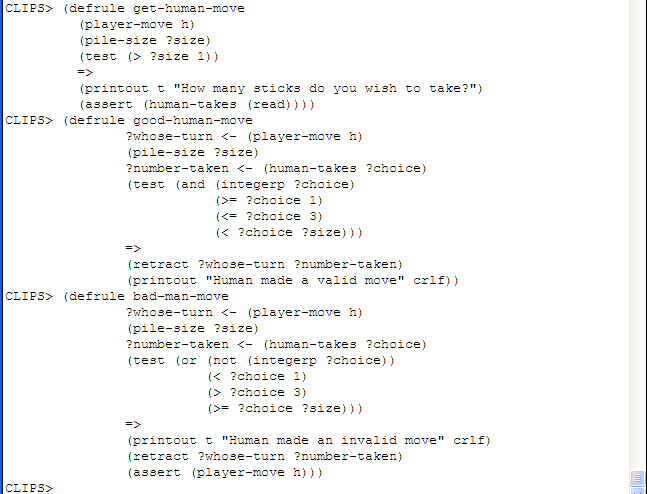 CLIPS> (defrule get-human-move
(player-move h)
(pile-size ?size)
(test (> ?size 1))
=>
(printout t "How many sticks do you wish to take?")
(assert (human-takes (read))))
CLIPS> (defrule good-human-move
?whose-turn <- (player-move h)
(pile-size ?size)
?number-taken <- (human-takes ?choice)
(test (and (integerp ?choice)
(>= ?choice 1)
(<= ?choice 3)
(< ?choice ?size)))
=>
(retract ?whose-turn ?number-taken)
(printout "Human made a valid move" crlf))
CLIPS> (defrule bad-man-move
?whose-turn <- (player-move h)
(pile-size ?size)
?number-taken <- (human-takes ?choice)
(test (or (not (integerp ?choice))
(< ?choice 1)
(> ?choice 3)
(>= ?choice ?size)))
=>
(printout t "Human made an invalid move" crlf)
(retract ?whose-turn ?number-taken)
(assert (player-move h)))
CLIPS>